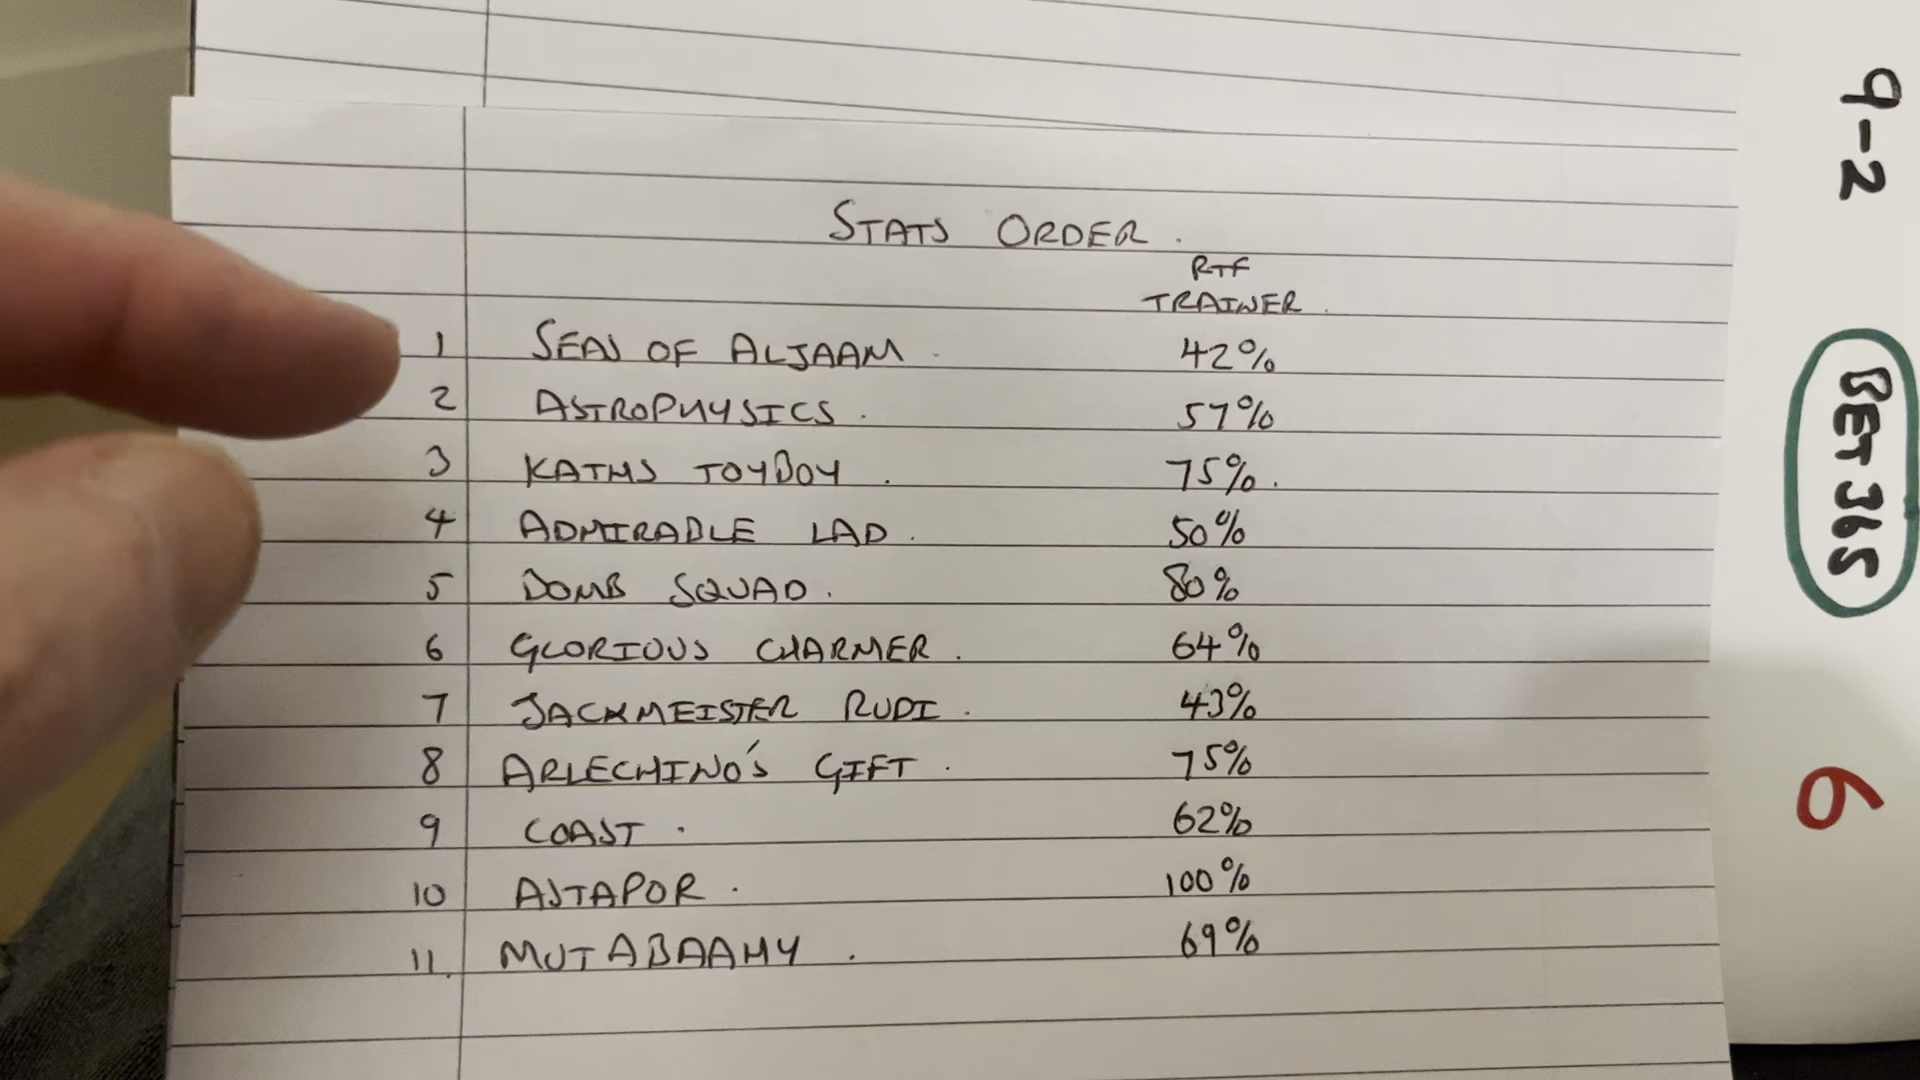 STATS ORDER.
RTF
TRAINER.
1 SEAS OF ALJAAM. 42%
2 ASTROPHYSICS. 57%
3 KATHS TOYBOY. 75%.
4 ADMIRABLE LAD. 50%
5 BOMB SQUAD. 80%
6 GLORIOUS CHARMER. 64%
7 JACKMEISTER RUDI. 43%
8 ARLECHINO'S GIFT. 75%
9 COAST. 62%
10 ASTAPOR. 100%
11. MUTABAAHY. 69%
9-2
BET365
6